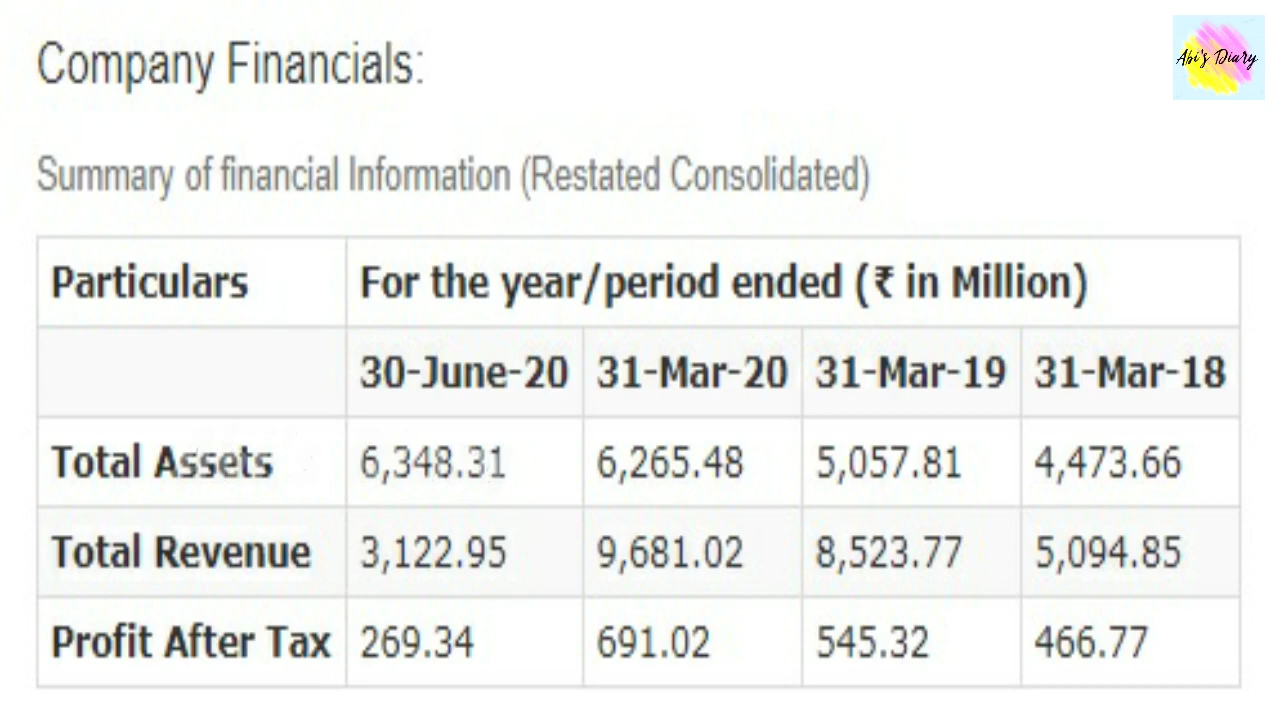 Abi's Diary
Company Financials:
Summary of financial Information (Restated Consolidated)
Particulars For the year/period ended (₹ in Million)
30-June-20 31-Mar-20 31-Mar-19 31-Mar-18
Total Assets 6,348.31 6,265.48 5,057.81 4,473.66
Total Revenue 3,122.95 9,681.02 8,523.77 5,094.85
Profit After Tax 269.34 691.02 545.32 466.77